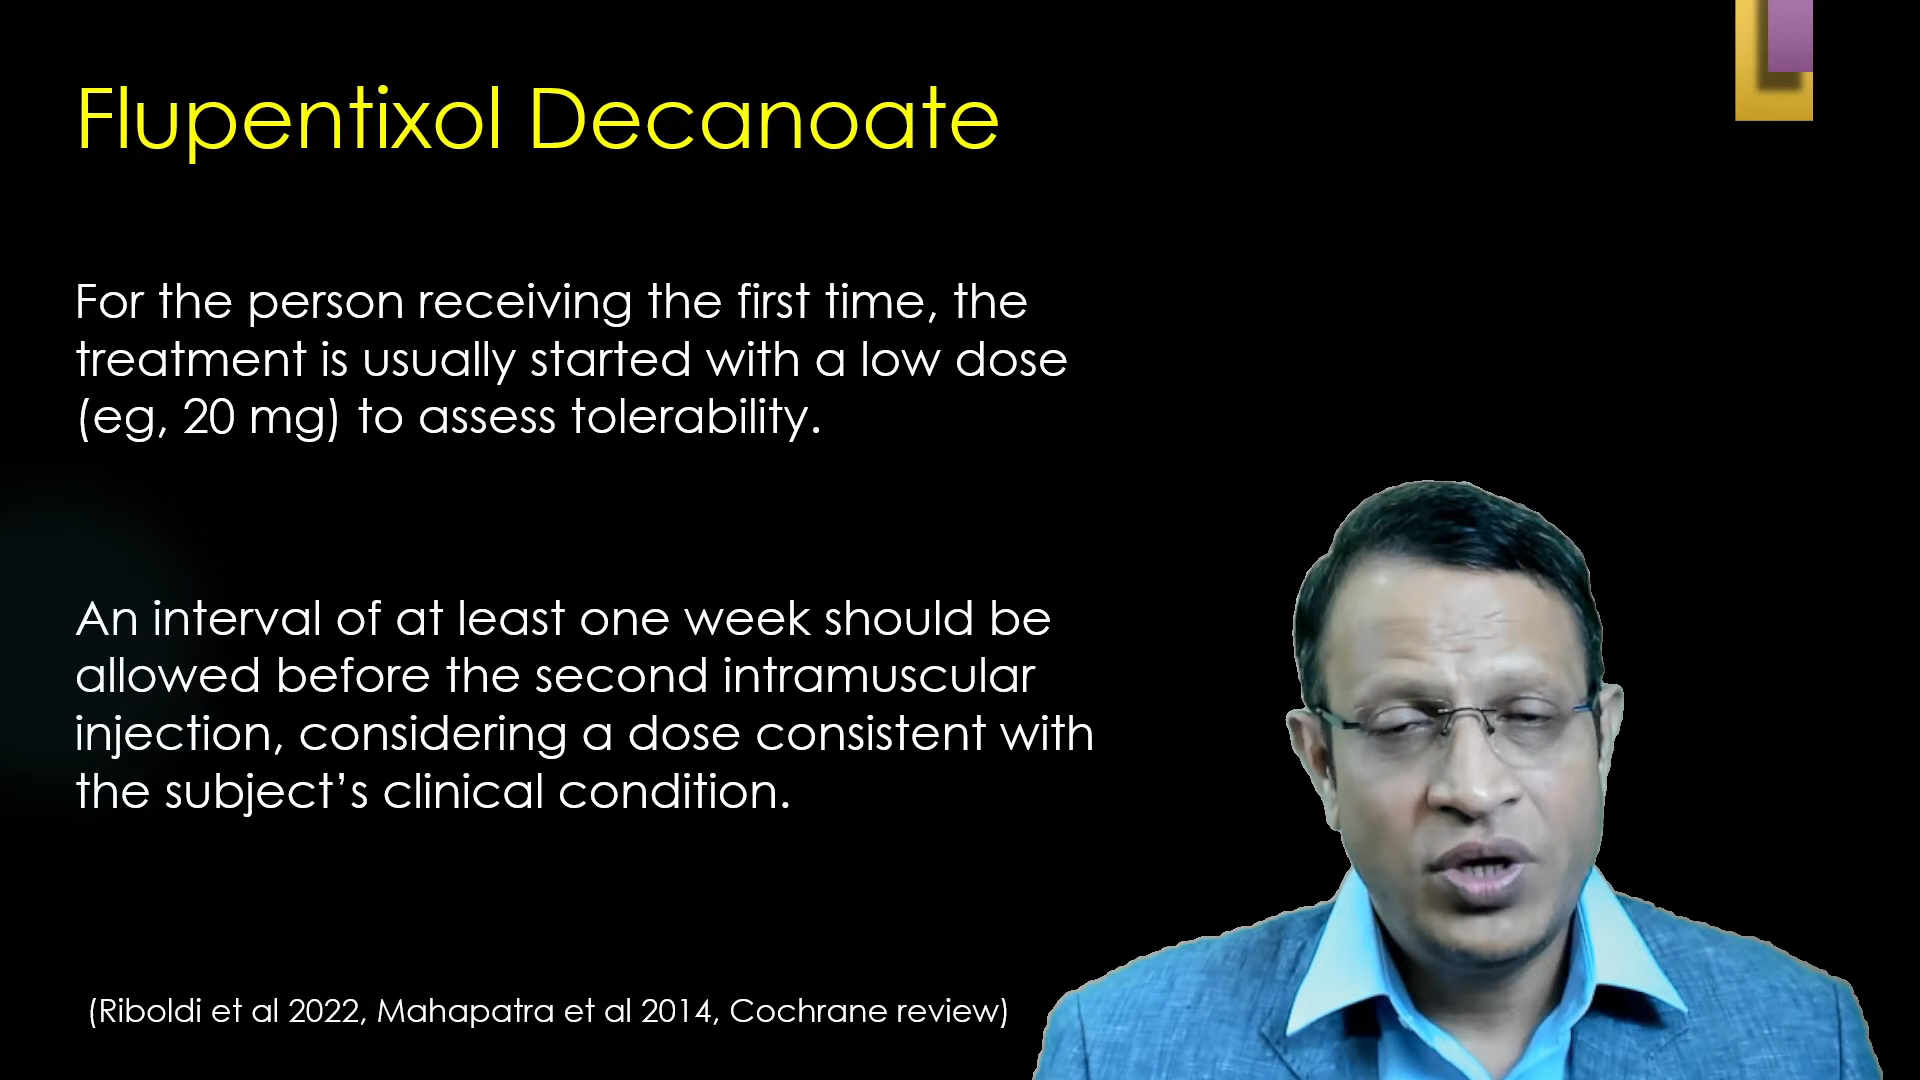 Flupentixol Decanoate
For the person receiving the first time, the
treatment is usually started with a low dose
(eg, 20 mg) to assess tolerability.
An interval of at least one week should be
allowed before the second intramuscular
injection, considering a dose consistent with
the subject’s clinical condition.
(Riboldi et al 2022, Mahapatra et al 2014, Cochrane review)